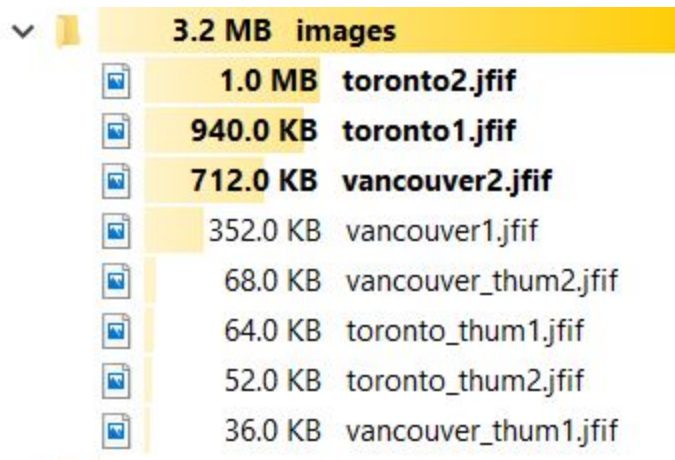 3.2 MB images
1.0 MB toronto2.jfif
940.0 KB toronto1.jfif
712.0 KB vancouver2.jfif
352.0 KB vancouver1.jfif
68.0 KB vancouver_thum2.jfif
64.0 KB toronto_thum1.jfif
52.0 KB toronto_thum2.jfif
36.0 KB vancouver_thum1.jfif